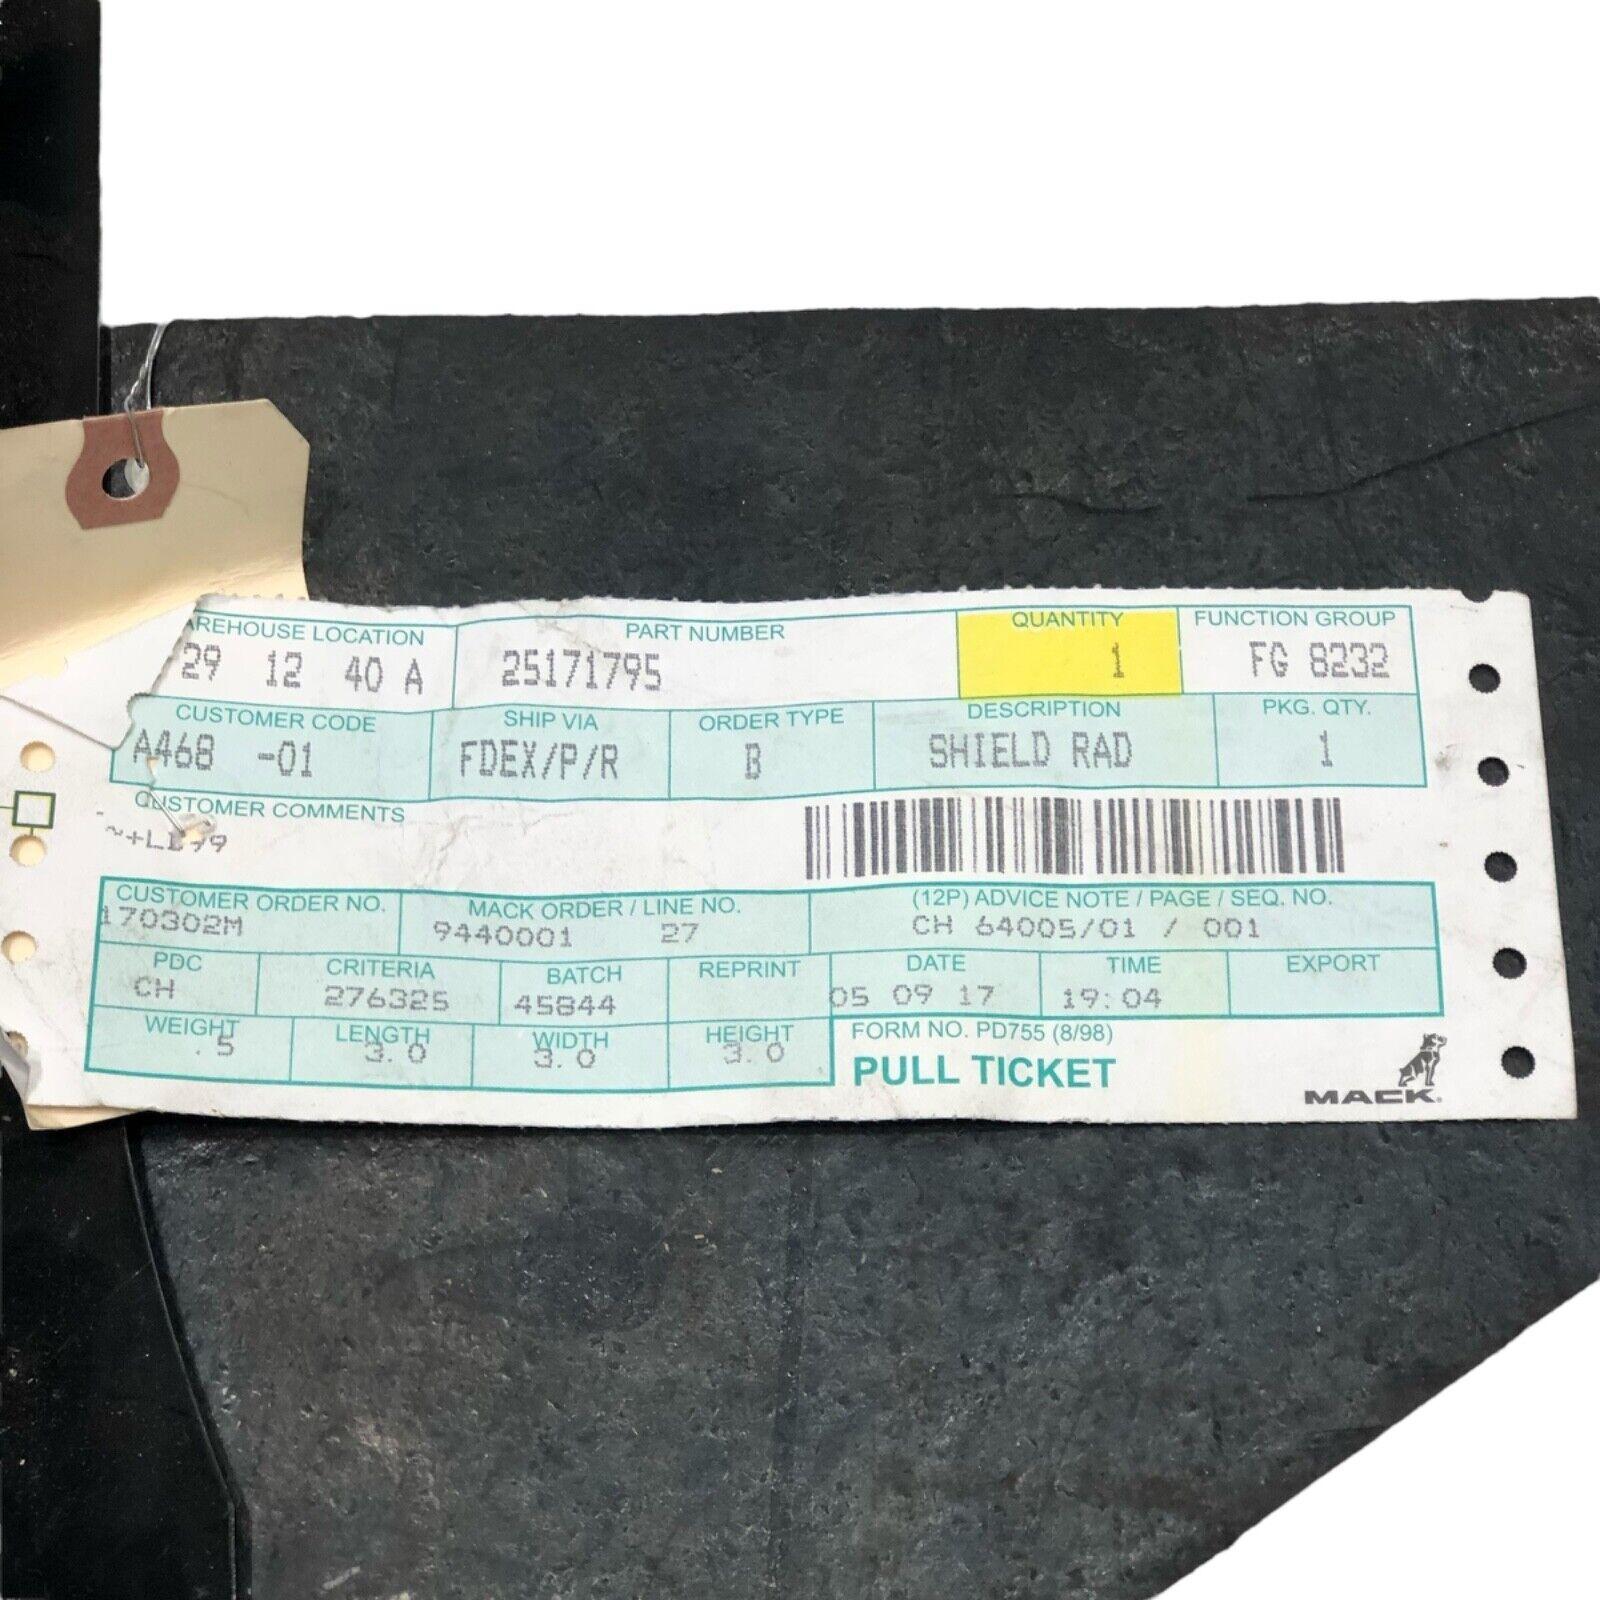 AREHOUSE LOCATION PART NUMBER QUANTITY FUNCTION GROUP
29 12 40 A 25171795 1 FG 8232
CUSTOMER CODE SHIP VIA ORDER TYPE DESCRIPTION PKG. QTY.
A468 -01 FDEX/P/R B SHIELD RAD 1
CUSTOMER COMMENTS
CUSTOMER ORDER NO. MACK ORDER / LINE NO. (12P) ADVICE NOTE / PAGE / SEQ. NO.
170302M 9440001 27 CH 64005/01 / 001
PDC CRITERIA BATCH REPRINT DATE TIME EXPORT
CH 276325 45844 05 09 17 19:04
WEIGHT LENGTH WIDTH HEIGHT FORM NO. PD755 (8/98)
.5 3.0 3.0 3.0 PULL TICKET
MACK.